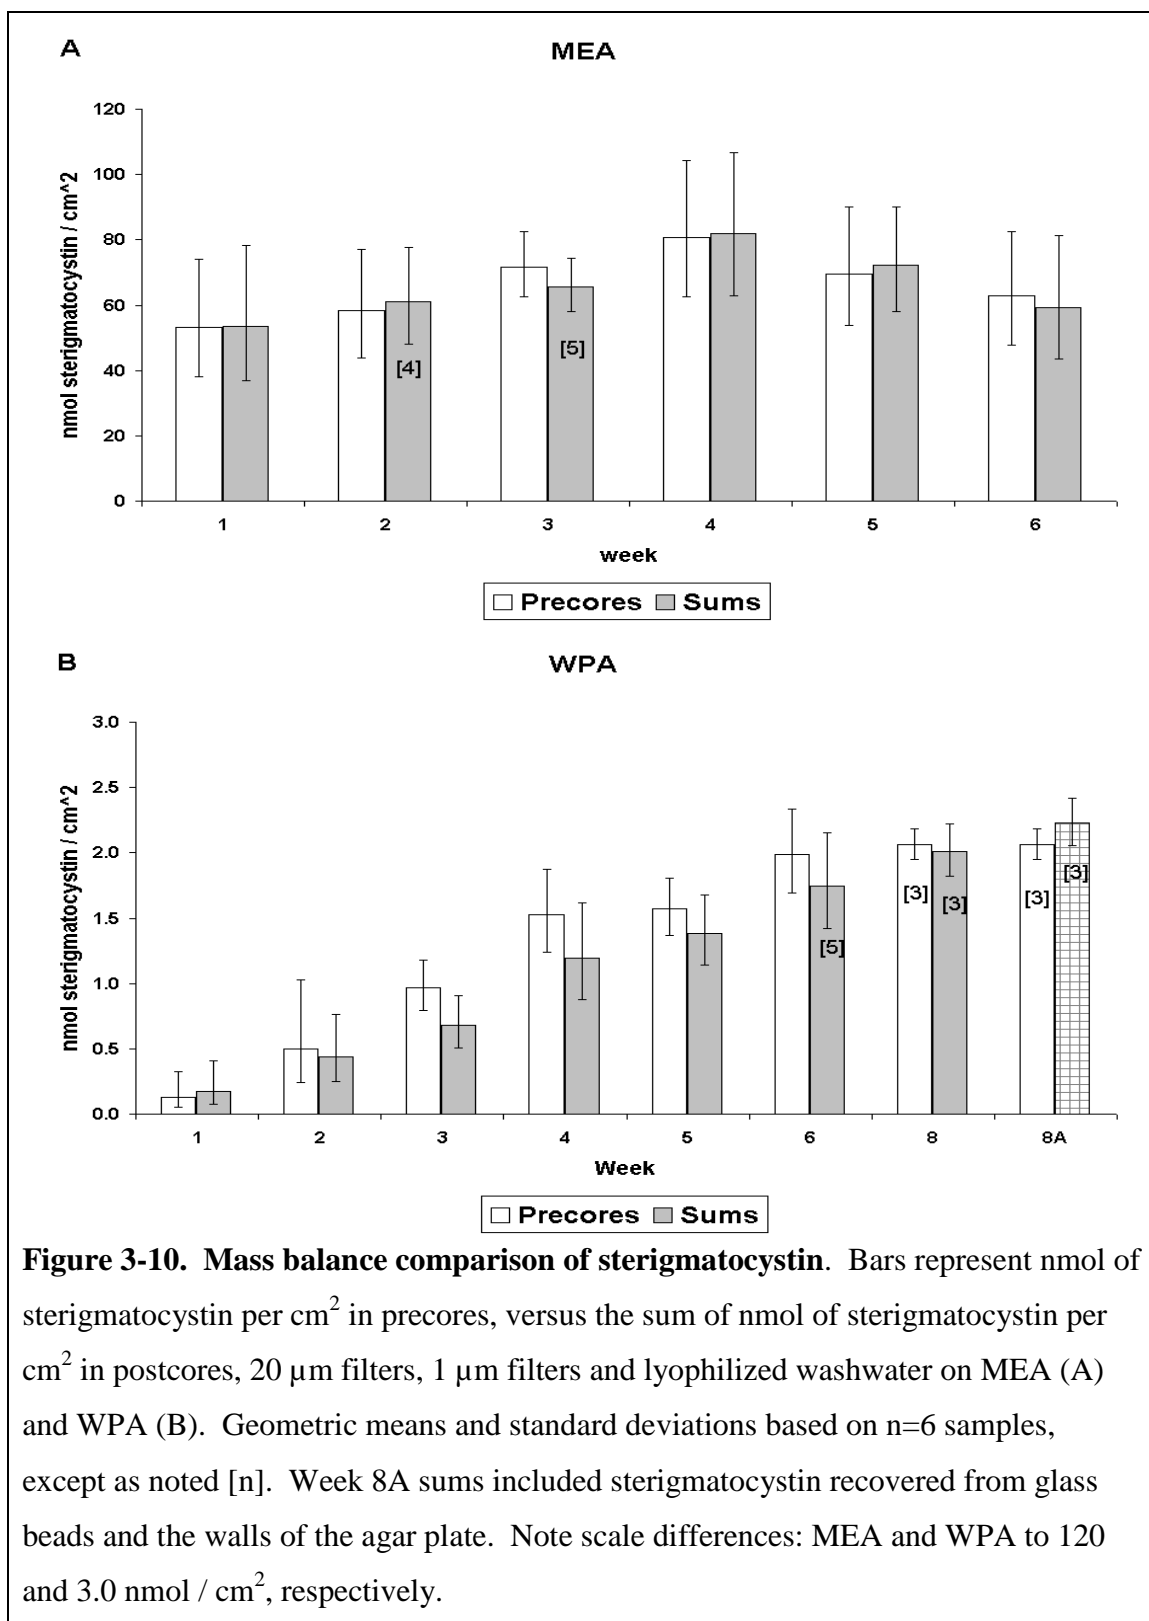 A
MEA
nmol sterigmatocystin / cm^2
120
100
80
60
40
20
0
[4]
[5]
1 2 3 4 5 6
week
Precores Sums
B
WPA
nmol sterigmatocystin / cm^2
3.0
2.5
2.0
1.5
1.0
0.5
0.0
[5]
[3]
[3]
[3]
[3]
1 2 3 4 5 6 8 8A
Week
Precores Sums
Figure 3-10. Mass balance comparison of sterigmatocystin. Bars represent nmol of
sterigmatocystin per cm² in precores, versus the sum of nmol of sterigmatocystin per
cm² in postcores, 20 µm filters, 1 µm filters and lyophilized washwater on MEA (A)
and WPA (B). Geometric means and standard deviations based on n=6 samples,
except as noted [n]. Week 8A sums included sterigmatocystin recovered from glass
beads and the walls of the agar plate. Note scale differences: MEA and WPA to 120
and 3.0 nmol / cm², respectively.